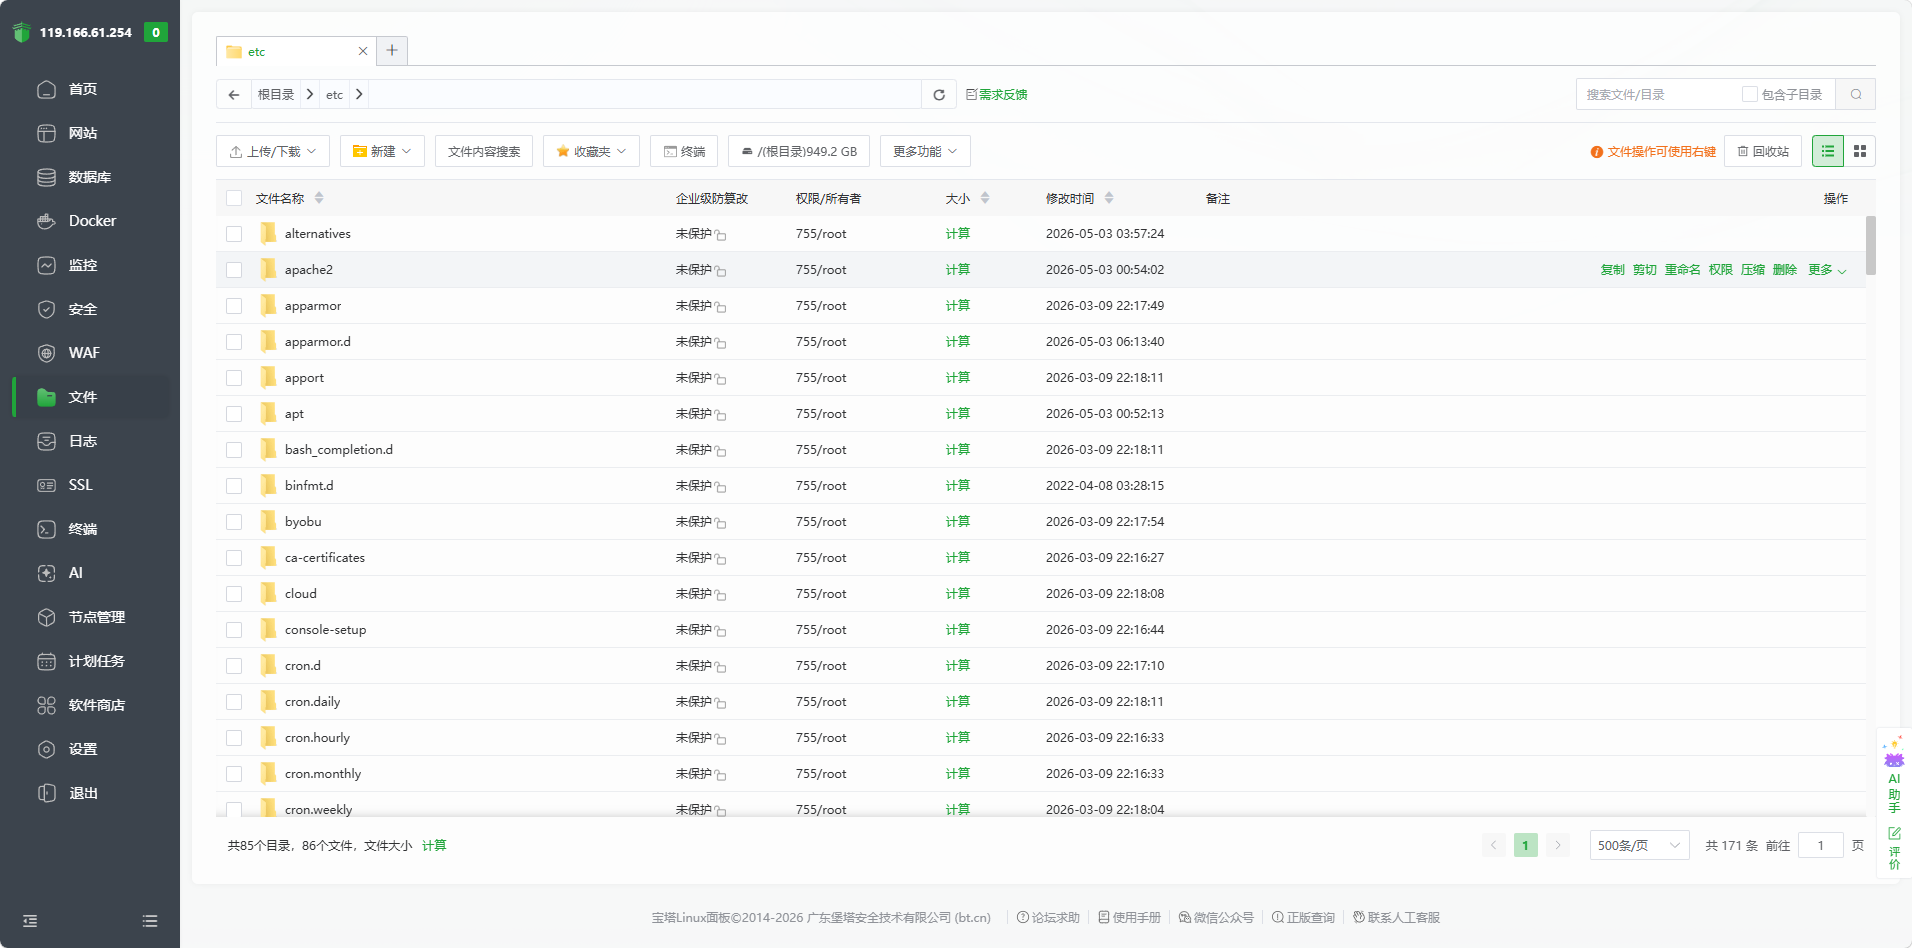 119.166.61.254 0
首页
网站
数据库
Docker
监控
安全
WAF
文件
日志
SSL
终端
AI
节点管理
计划任务
软件商店
设置
退出
etc
根目录 etc
需求反馈
搜索文件/目录 包含子目录
上传/下载 新建 文件内容搜索 收藏夹 终端 /(根目录)949.2 GB 更多功能
文件操作可使用右键 回收站
文件名称 企业级防篡改 权限/所有者 大小 修改时间 备注 操作
alternatives 未保护 755/root 计算 2026-05-03 03:57:24
apache2 未保护 755/root 计算 2026-05-03 00:54:02 复制 剪切 重命名 权限 压缩 删除 更多
apparmor 未保护 755/root 计算 2026-03-09 22:17:49
apparmor.d 未保护 755/root 计算 2026-05-03 06:13:40
apport 未保护 755/root 计算 2026-03-09 22:18:11
apt 未保护 755/root 计算 2026-05-03 00:52:13
bash_completion.d 未保护 755/root 计算 2026-03-09 22:18:11
binfmt.d 未保护 755/root 计算 2022-04-08 03:28:15
byobu 未保护 755/root 计算 2026-03-09 22:17:54
ca-certificates 未保护 755/root 计算 2026-03-09 22:16:27
cloud 未保护 755/root 计算 2026-03-09 22:18:08
console-setup 未保护 755/root 计算 2026-03-09 22:16:44
cron.d 未保护 755/root 计算 2026-03-09 22:17:10
cron.daily 未保护 755/root 计算 2026-03-09 22:18:11
cron.hourly 未保护 755/root 计算 2026-03-09 22:16:33
cron.monthly 未保护 755/root 计算 2026-03-09 22:16:33
cron.weekly 未保护 755/root 计算 2026-03-09 22:18:04
共85个目录，86个文件，文件大小 计算
1 500条/页 共 171 条 前往 1 页
AI助手
评价
宝塔Linux面板©2014-2026 广东堡塔安全技术有限公司 (bt.cn) 论坛求助 使用手册 微信公众号 正版查询 联系人工客服